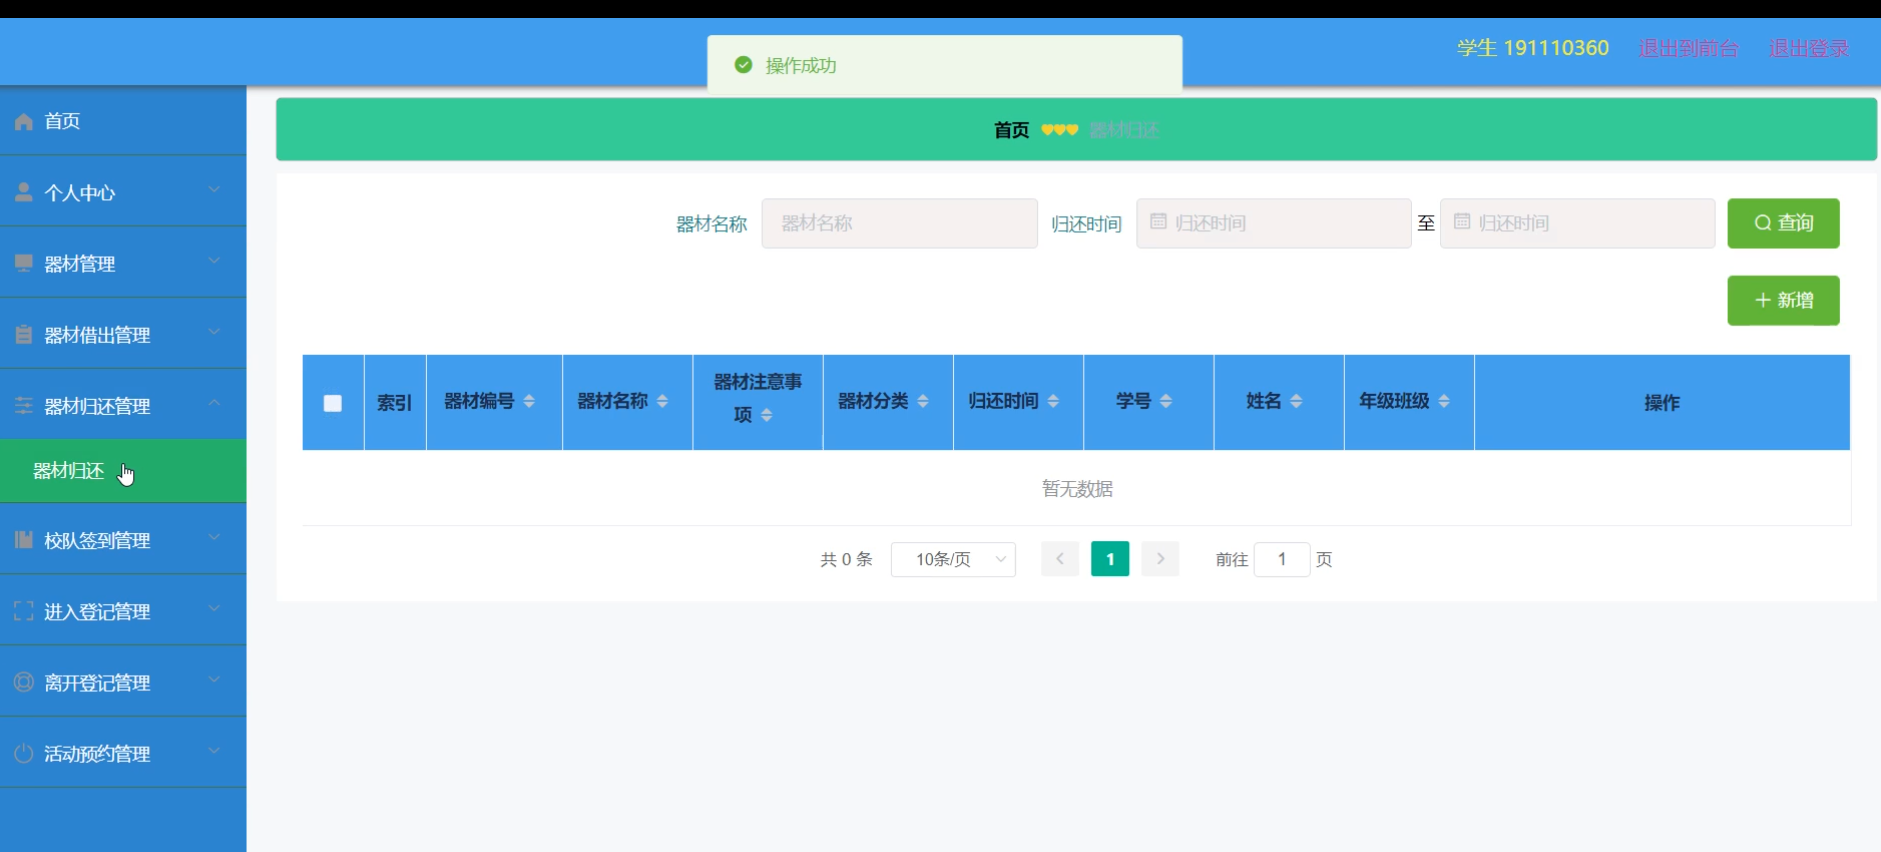 操作成功
学生 191110360 退出到前台 退出登录
首页 器材归还
首页
个人中心
器材管理
器材借出管理
器材归还管理
器材归还
校队签到管理
进入登记管理
离开登记管理
活动预约管理
器材名称 器材名称 归还时间 归还时间 至 归还时间 查询
新增
索引 器材编号 器材名称 器材注意事项 器材分类 归还时间 学号 姓名 年级班级 操作
暂无数据
共 0 条 10条/页 1 前往 1 页